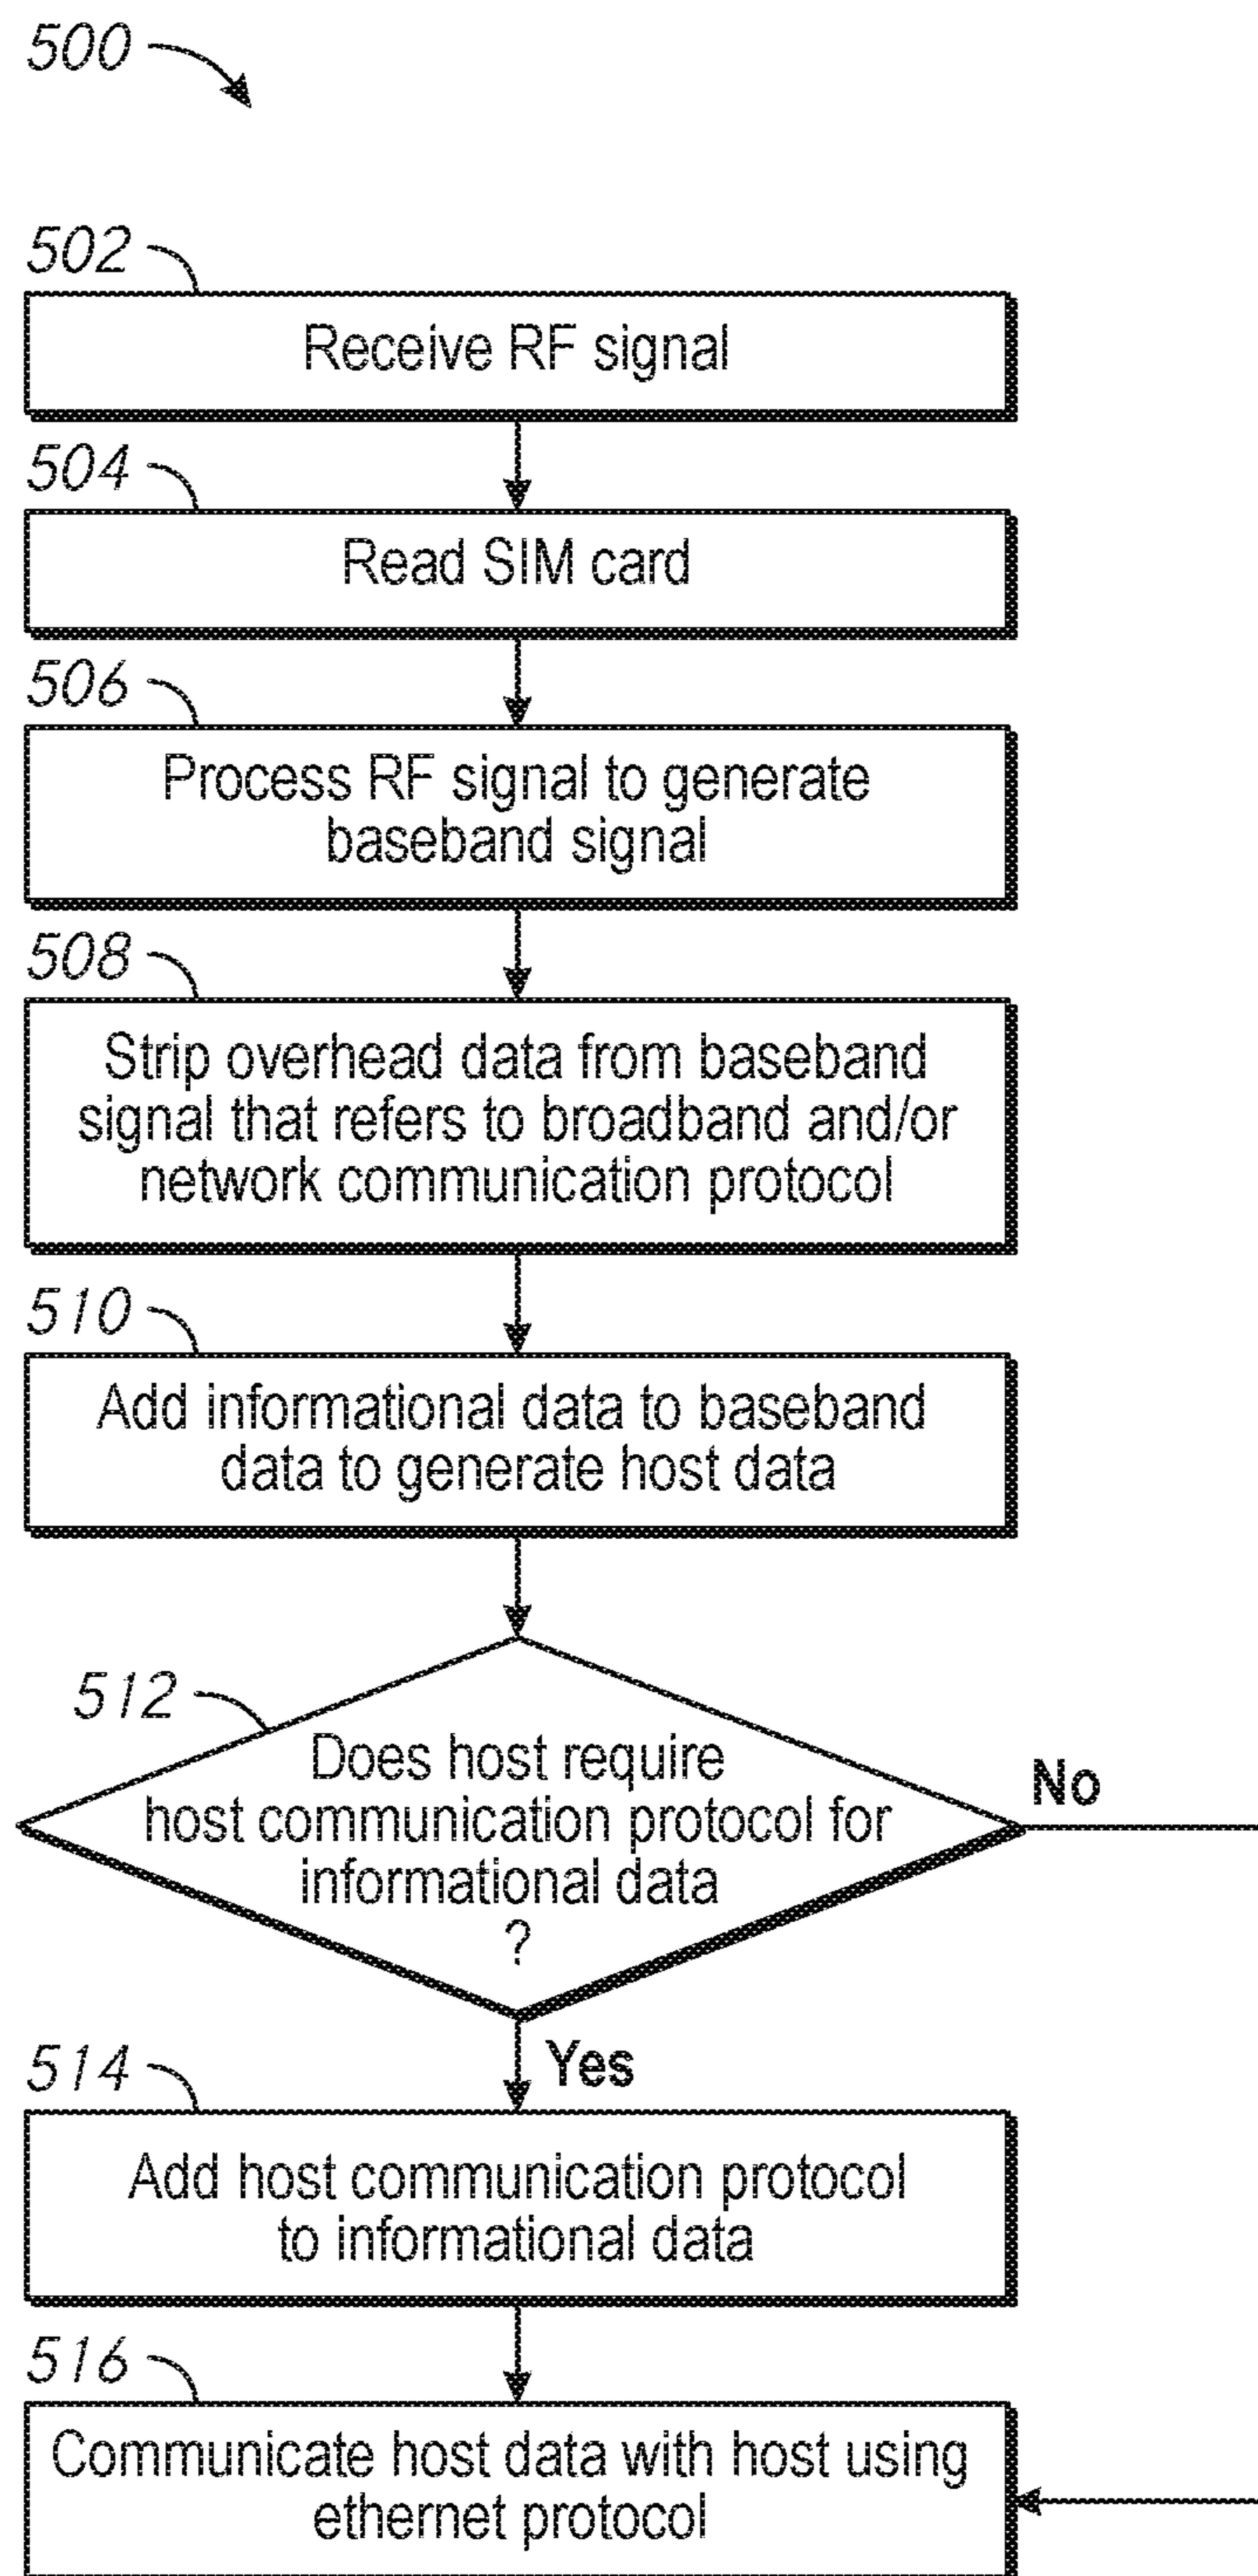 500
502
Receive RF signal
504
Read SIM card
506
Process RF signal to generate
baseband signal
508
Strip overhead data from baseband
signal that refers to broadband and/or
network communication protocol
510
Add informational data to baseband
data to generate host data
512
Does host require
host communication protocol for
informational data
?
No
Yes
514
Add host communication protocol
to informational data
516
Communicate host data with host using
ethernet protocol